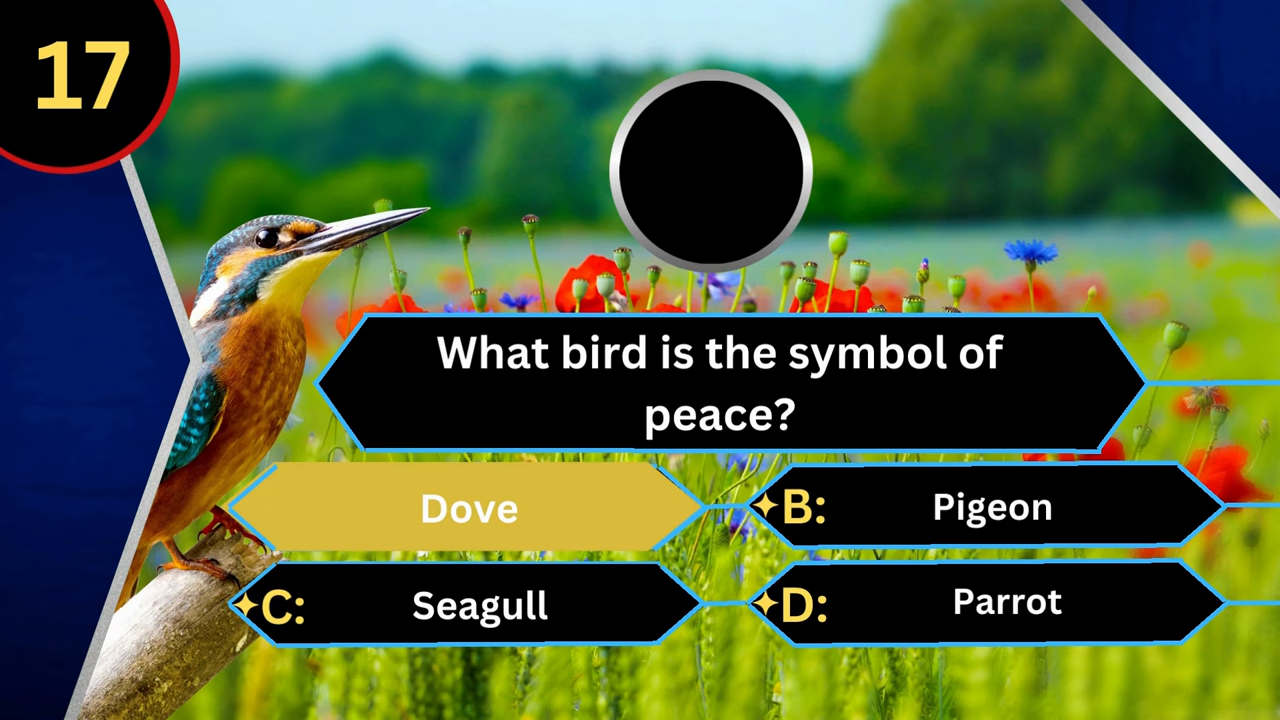 17
What bird is the symbol of
peace?
Dove
B: Pigeon
C: Seagull
D: Parrot